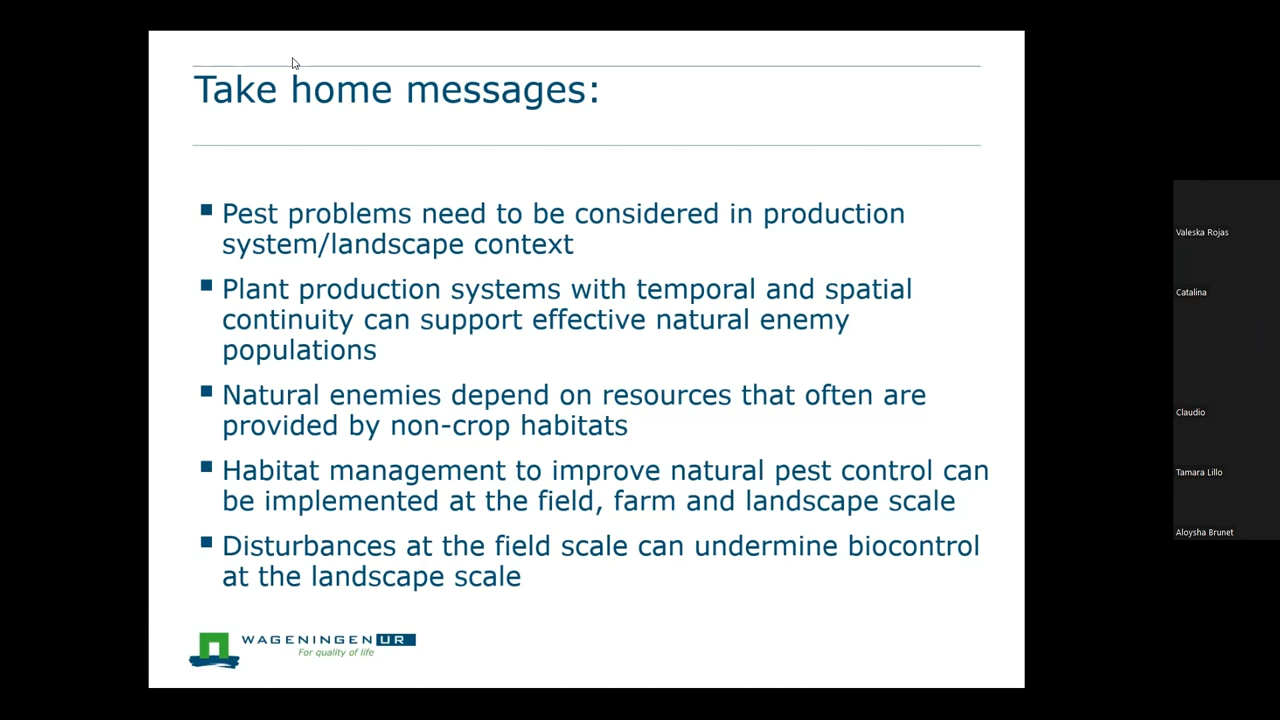 Take home messages:
Pest problems need to be considered in production
system/landscape context
Plant production systems with temporal and spatial
continuity can support effective natural enemy
populations
Natural enemies depend on resources that often are
provided by non-crop habitats
Habitat management to improve natural pest control can
be implemented at the field, farm and landscape scale
Disturbances at the field scale can undermine biocontrol
at the landscape scale
WAGENINGEN UR
For quality of life
Valeska Rojas
Catalina
Claudio
Tamara Lillo
Aloysha Brunet